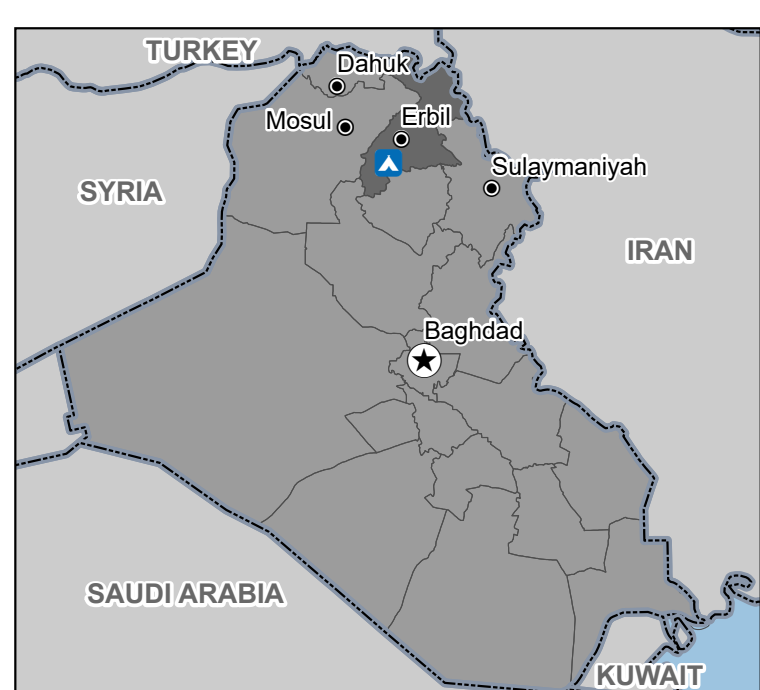 TURKEY
Dahuk
Mosul
Erbil
Sulaymaniyah
SYRIA
IRAN
Baghdad
SAUDI ARABIA
KUWAIT